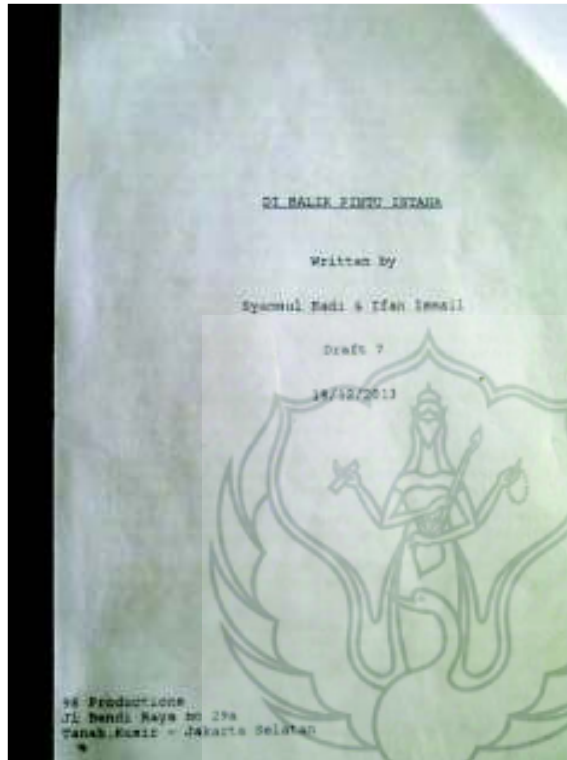 DI BALIK PINTU ISTANA
Written by
Syamsul Hadi & Ifan Ismail
Draft 7
18/12/2013
98 Productions
Jl Bendi Raya no 29a
Tanah Kusir - Jakarta Selatan